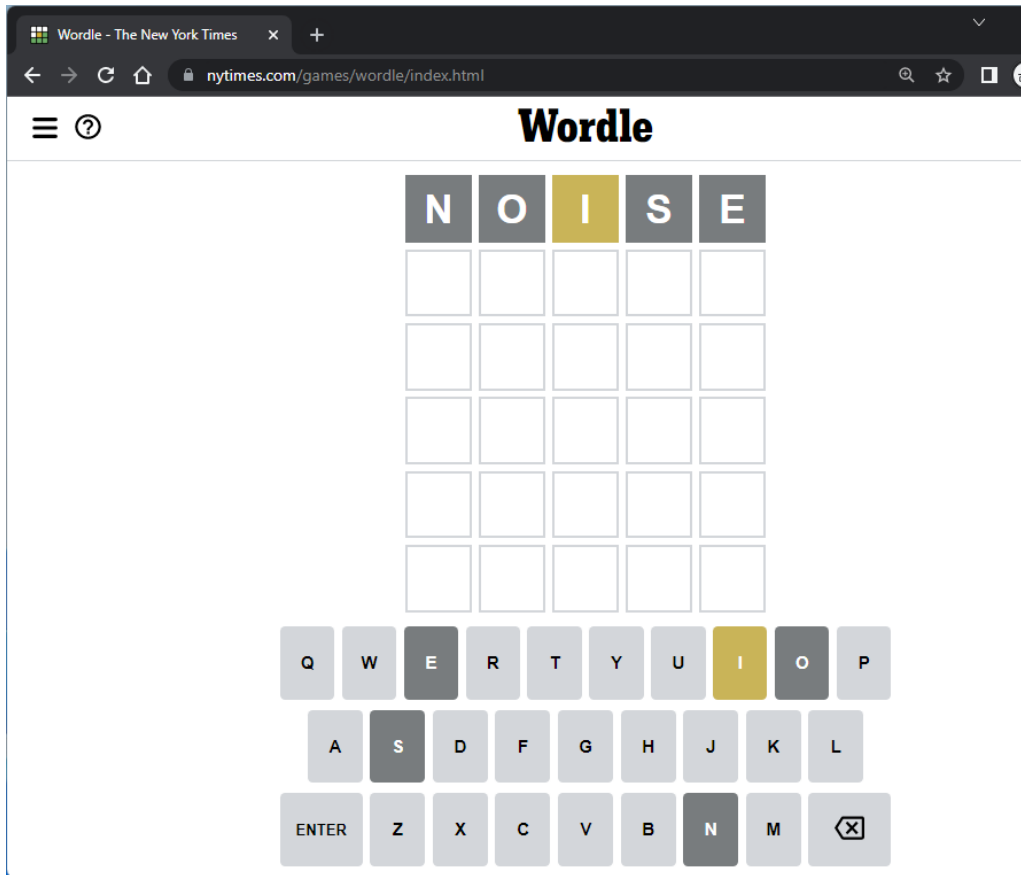 Wordle - The New York Times
nytimes.com/games/wordle/index.html
Wordle
N O I S E
Q W E R T Y U I O P
A S D F G H J K L
ENTER Z X C V B N M